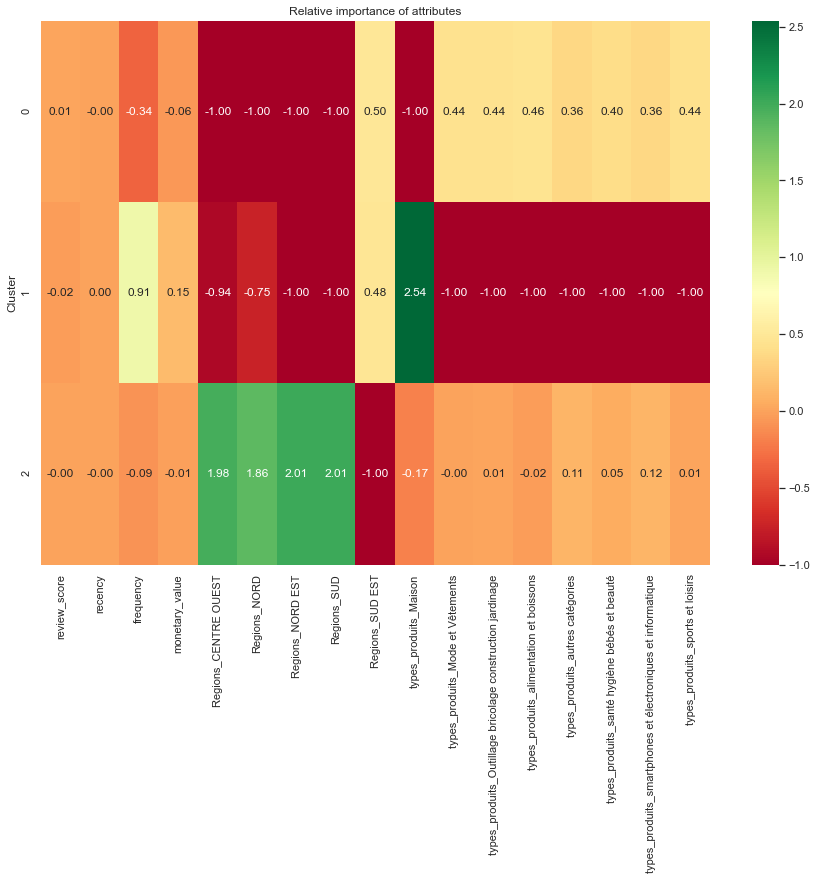 Relative importance of attributes
Cluster
0
0.01 -0.00 -0.34 -0.06 -1.00 -1.00 -1.00 -1.00 0.50 -1.00 0.44 0.44 0.46 0.36 0.40 0.36 0.44
1
-0.02 0.00 0.91 0.15 -0.94 -0.75 -1.00 -1.00 0.48 2.54 -1.00 -1.00 -1.00 -1.00 -1.00 -1.00 -1.00
2
-0.00 -0.00 -0.09 -0.01 1.98 1.86 2.01 2.01 -1.00 -0.17 -0.00 0.01 -0.02 0.11 0.05 0.12 0.01
review_score
recency
frequency
monetary_value
Regions_CENTRE OUEST
Regions_NORD
Regions_NORD EST
Regions_SUD
Regions_SUD EST
types_produits_Maison
types_produits_Mode et Vêtements
types_produits_Outillage bricolage construction jardinage
types_produits_alimentation et boissons
types_produits_autres catégories
types_produits_santé hygiène bébés et beauté
types_produits_smartphones et électroniques et informatique
types_produits_sports et loisirs
2.5
2.0
1.5
1.0
0.5
0.0
−0.5
−1.0